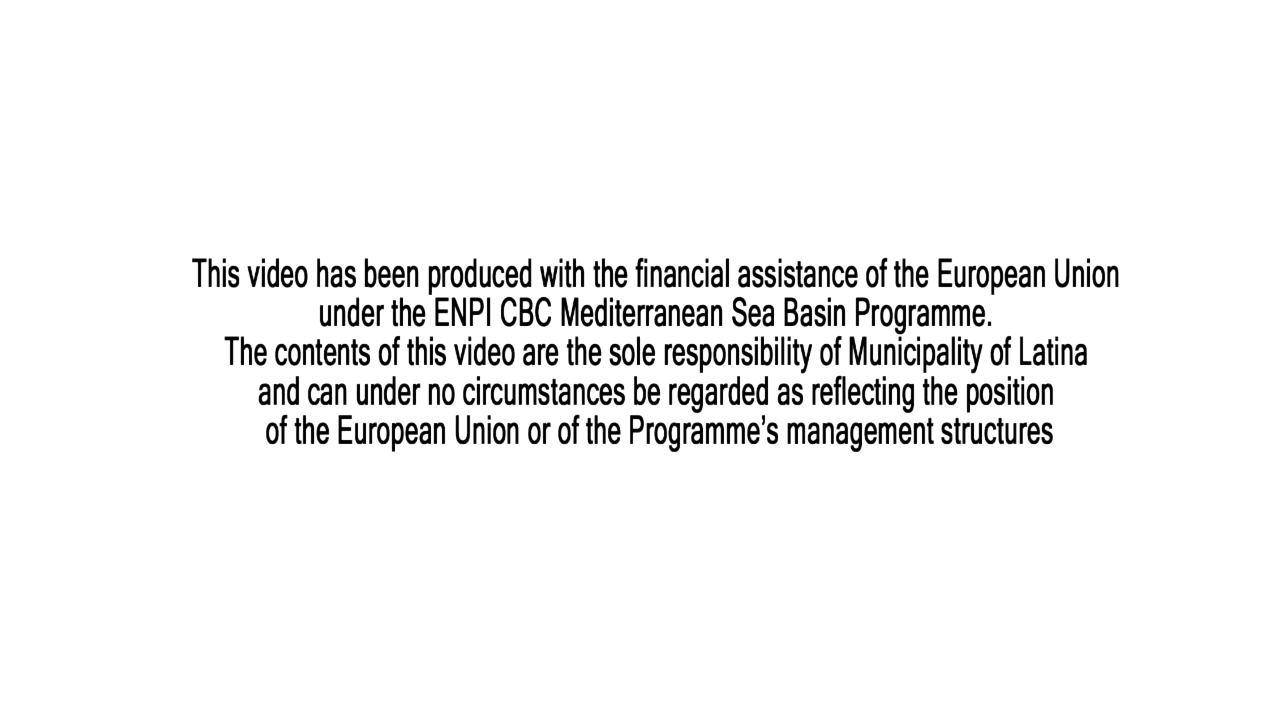 This video has been produced with the financial assistance of the European Union
under the ENPI CBC Mediterranean Sea Basin Programme.
The contents of this video are the sole responsibility of Municipality of Latina
and can under no circumstances be regarded as reflecting the position
of the European Union or of the Programme’s management structures